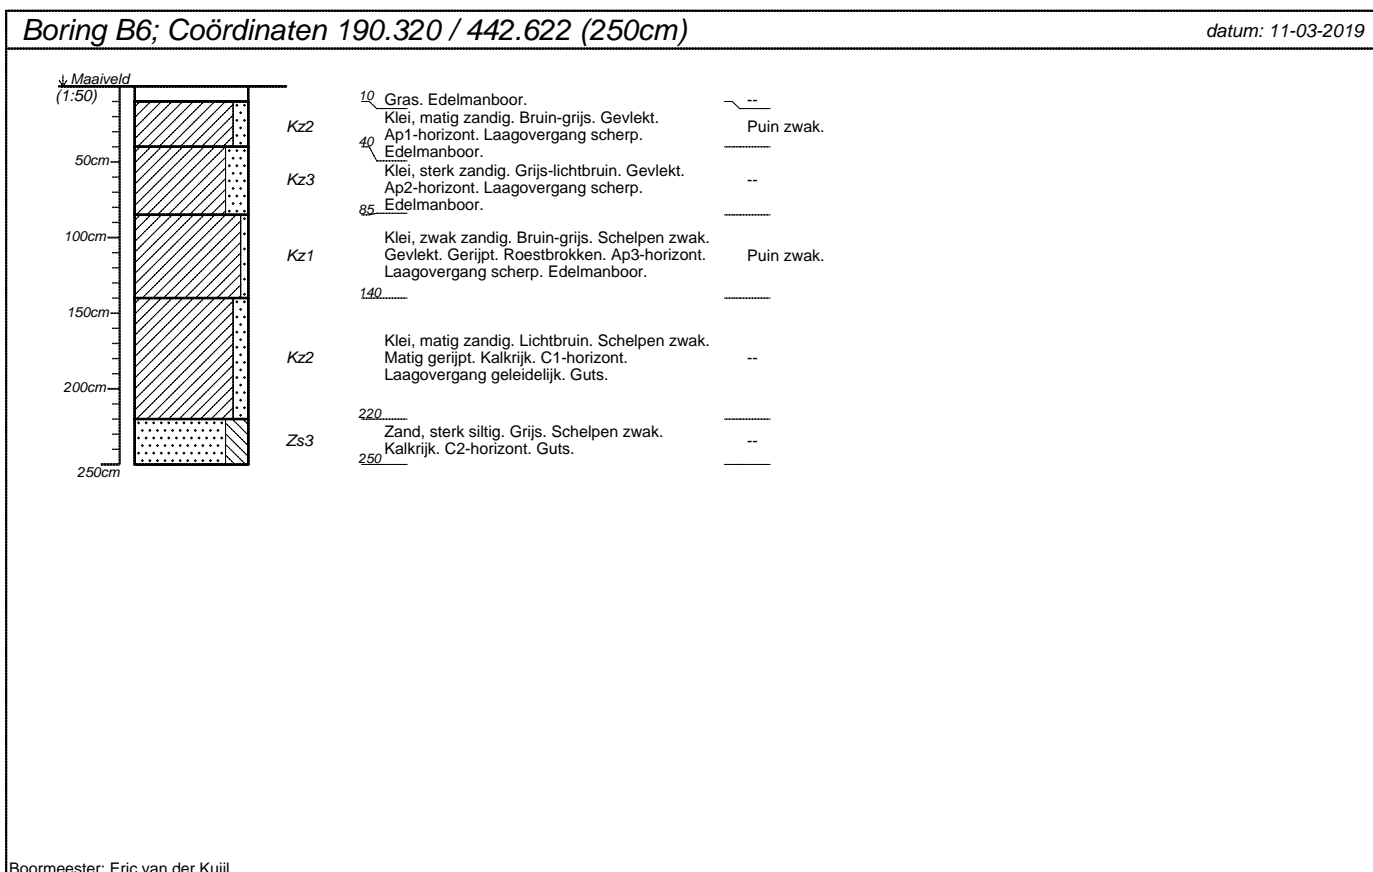 Boring B6; Coördinaten 190.320 / 442.622 (250cm)
datum: 11-03-2019
Maaiveld
(1:50)
10 Gras. Edelmanboor. --
Kz2
Klei, matig zandig. Bruin-grijs. Gevlekt.
Ap1-horizont. Laagovergang scherp.
Edelmanboor.
Puin zwak.
40
50cm
Kz3
Klei, sterk zandig. Grijs-lichtbruin. Gevlekt.
Ap2-horizont. Laagovergang scherp.
Edelmanboor.
--
85
100cm
Kz1
Klei, zwak zandig. Bruin-grijs. Schelpen zwak.
Gevlekt. Gerijpt. Roestbrokken. Ap3-horizont.
Laagovergang scherp. Edelmanboor.
Puin zwak.
140
150cm
Kz2
Klei, matig zandig. Lichtbruin. Schelpen zwak.
Matig gerijpt. Kalkrijk. C1-horizont.
Laagovergang geleidelijk. Guts.
--
200cm
220
Zs3
Zand, sterk siltig. Grijs. Schelpen zwak.
Kalkrijk. C2-horizont. Guts.
--
250
250cm
Boormeester: Eric van der Kuijl